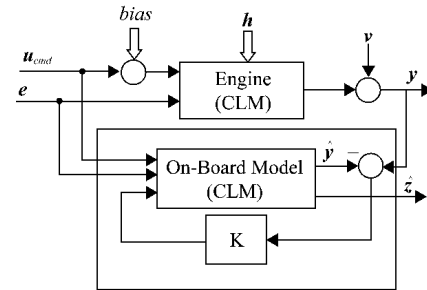 bias
h
u_cmd
v
y
Engine
(CLM)
e
On-Board Model
(CLM)
ŷ
−
ẑ
K